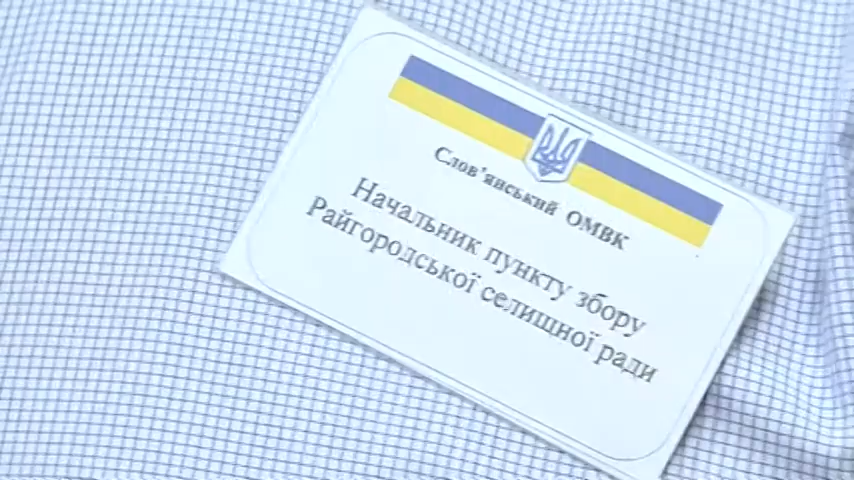 Слов'янський ОМВК
Начальник пункту збору
Райгородської селищної ради